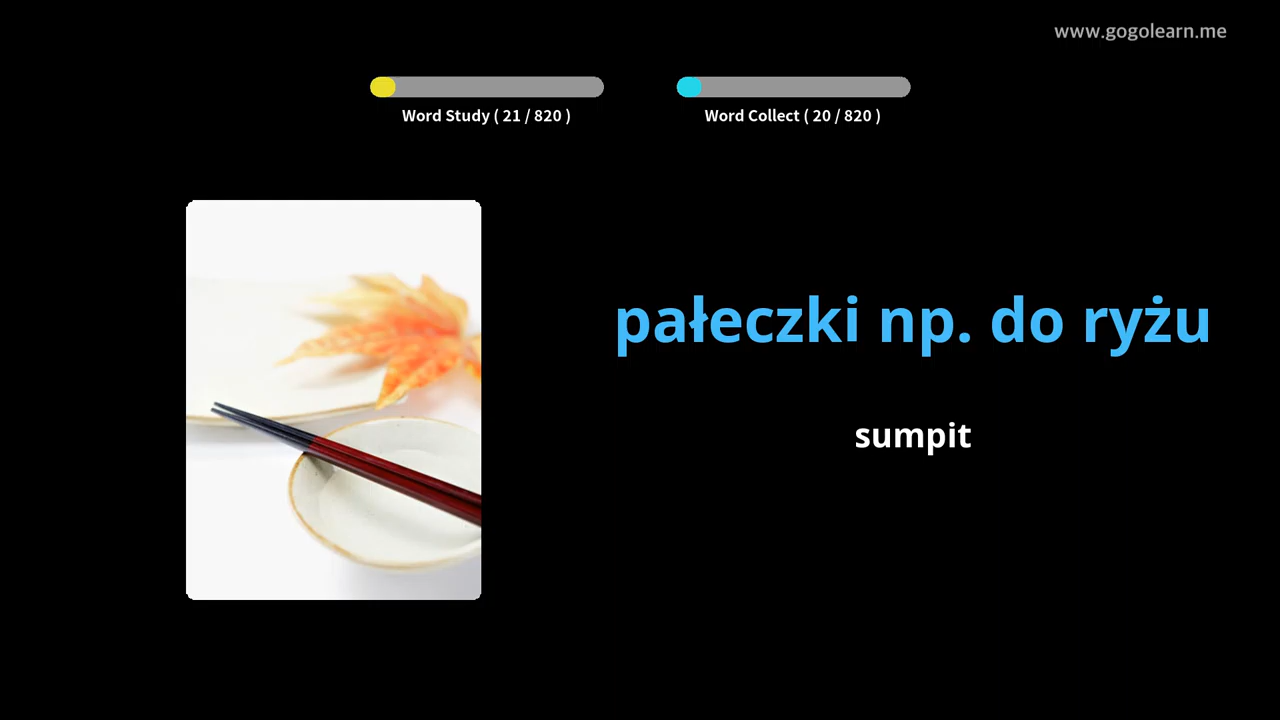 www.gogolearn.me
Word Study ( 21 / 820 )
Word Collect ( 20 / 820 )
pałeczki np. do ryżu
sumpit